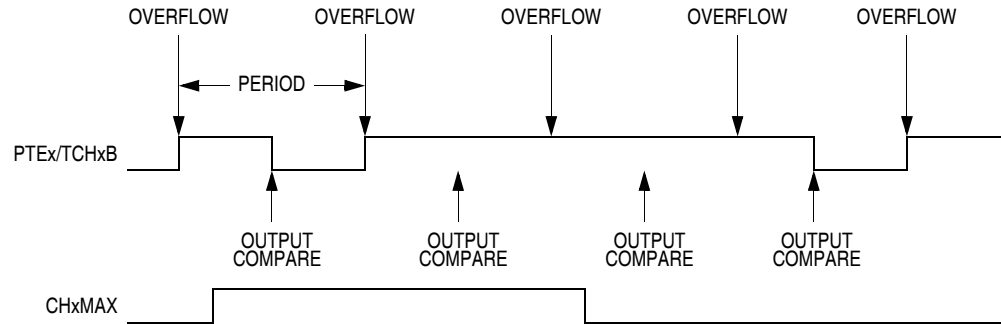 OVERFLOW OVERFLOW OVERFLOW OVERFLOW OVERFLOW
PERIOD
PTEx/TCHxB
OUTPUT
COMPARE
OUTPUT
COMPARE
OUTPUT
COMPARE
OUTPUT
COMPARE
CHxMAX